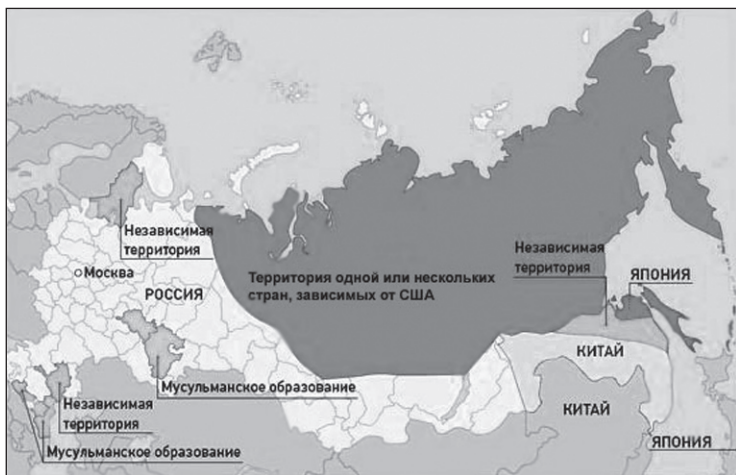 Независимая
территория
Москва
РОССИЯ
Территория одной или нескольких
стран, зависимых от США
Независимая
территория
ЯПОНИЯ
КИТАЙ
Мусульманское образование
Независимая
территория
КИТАЙ
Мусульманское образование
ЯПОНИЯ